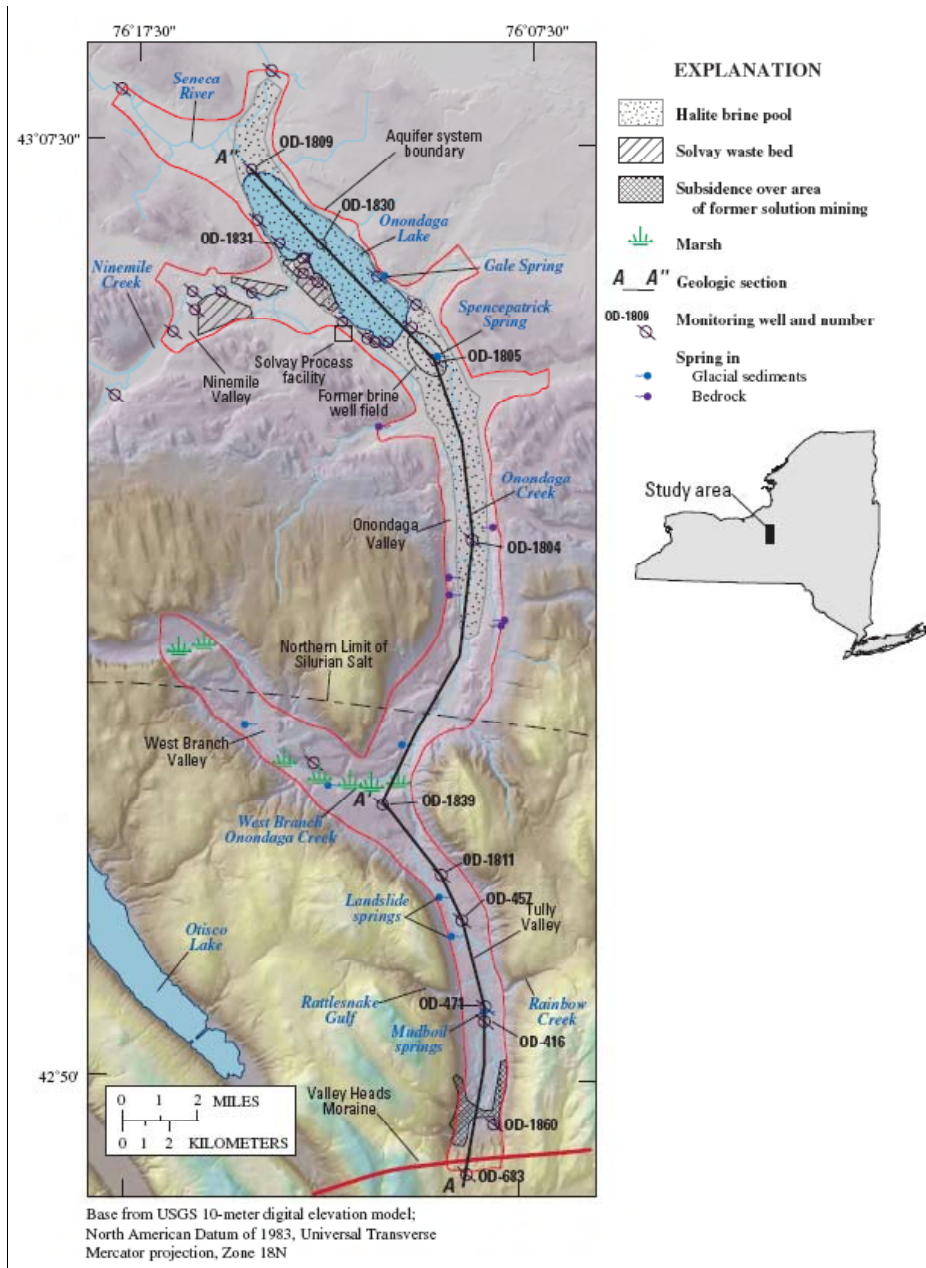 76°17'30"
76°07'30"
Seneca
River
43°07'30"
OD-1809
A"
Aquifer system
boundary
OD-1830
Onondaga
Lake
OD-1831
Ninemile
Creek
Gale Spring
Spencepatrick
Spring
OD-1805
Solvay Process
facility
Ninemile
Valley
Former brine
well field
Onondaga
Creek
Onondaga
Valley
OD-1804
Northern Limit of
Silurian Salt
West Branch
Valley
A'
OD-1839
West Branch
Onondaga Creek
OD-1811
OD-457
Landslide
springs
Tully
Valley
Otisco
Lake
Rattlesnake
Gulf
OD-471
Rainbow
Creek
Mudboil
springs
OD-416
42°50'
Valley Heads
Moraine
0 1 2 MILES
0 1 2 KILOMETERS
OD-1860
OD-683
A
Base from USGS 10-meter digital elevation model;
North American Datum of 1983, Universal Transverse
Mercator projection, Zone 18N
EXPLANATION
Halite brine pool
Solvay waste bed
Subsidence over area
of former solution mining
Marsh
A A" Geologic section
OD-1809
Monitoring well and number
Spring in
Glacial sediments
Bedrock
Study area